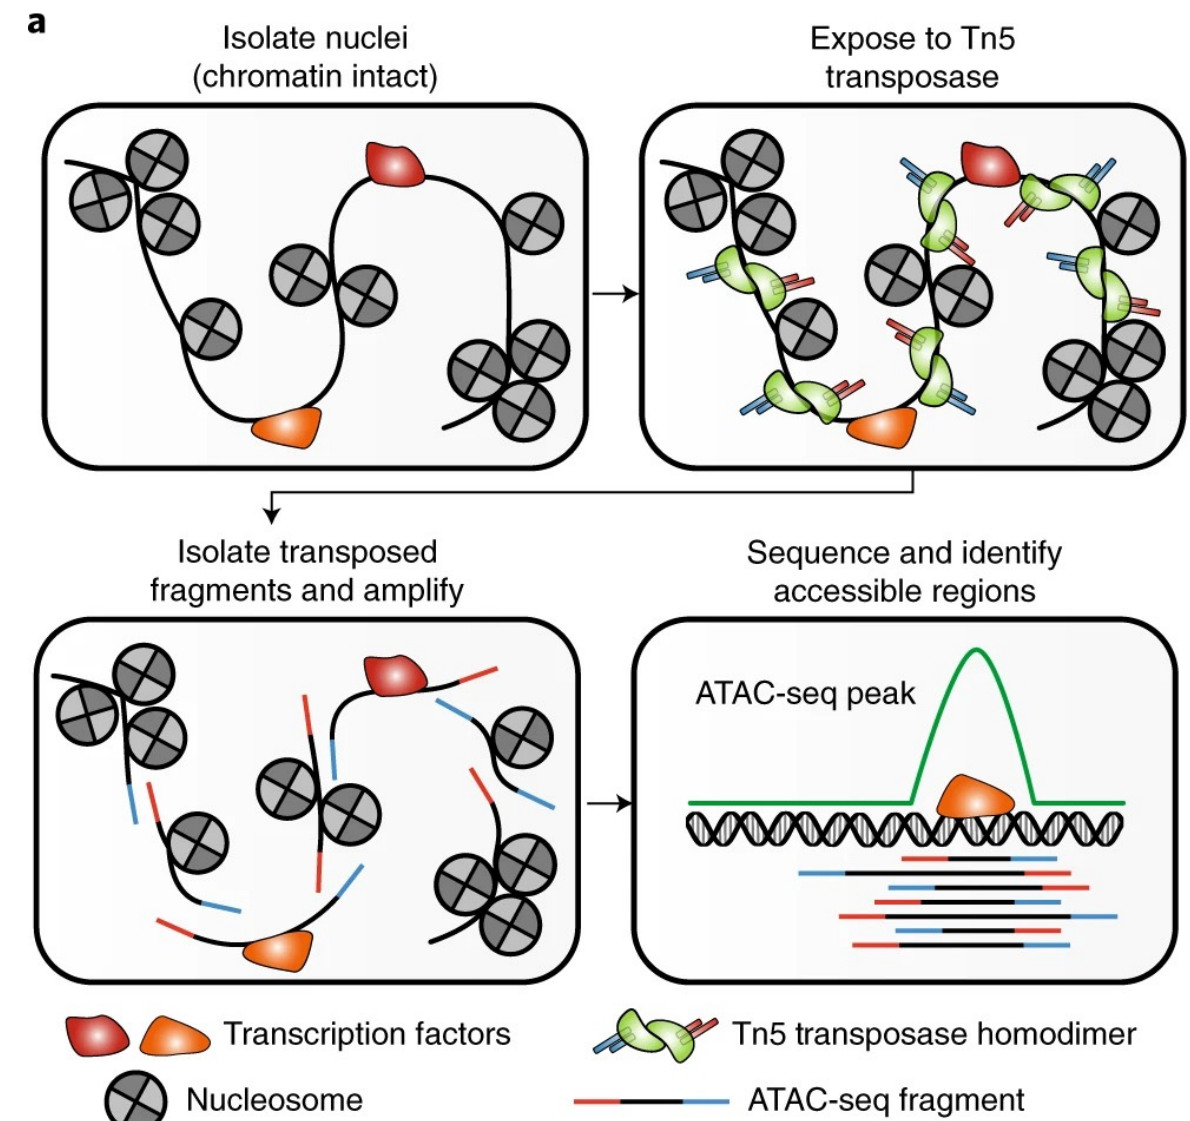 a
Isolate nuclei
(chromatin intact)
Expose to Tn5
transposase
Isolate transposed
fragments and amplify
Sequence and identify
accessible regions
ATAC-seq peak
Transcription factors
Tn5 transposase homodimer
Nucleosome
ATAC-seq fragment